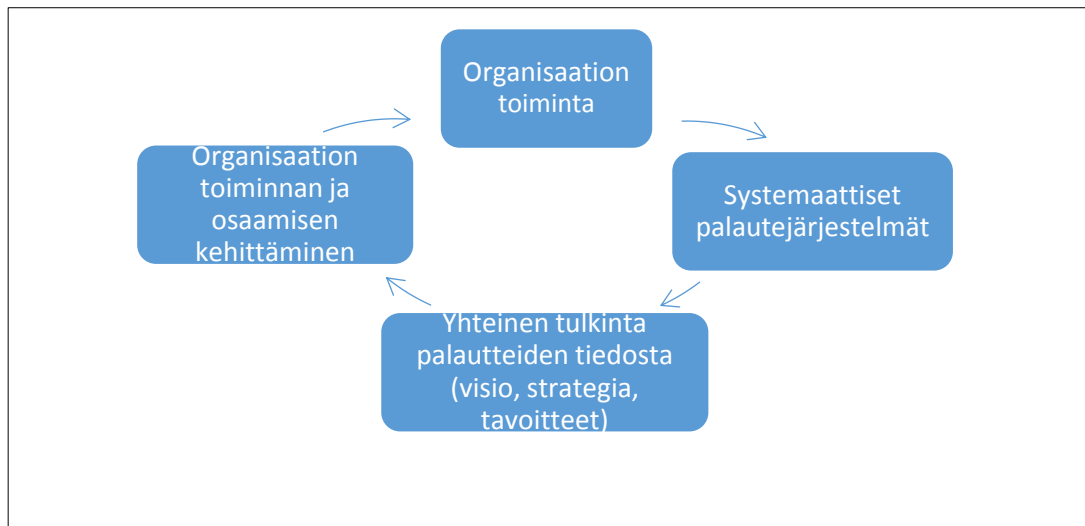 Organisaation
toiminta
Systemaattiset
palautejärjestelmät
Yhteinen tulkinta
palautteiden tiedosta
(visio, strategia,
tavoitteet)
Organisaation
toiminnan ja
osaamisen
kehittäminen